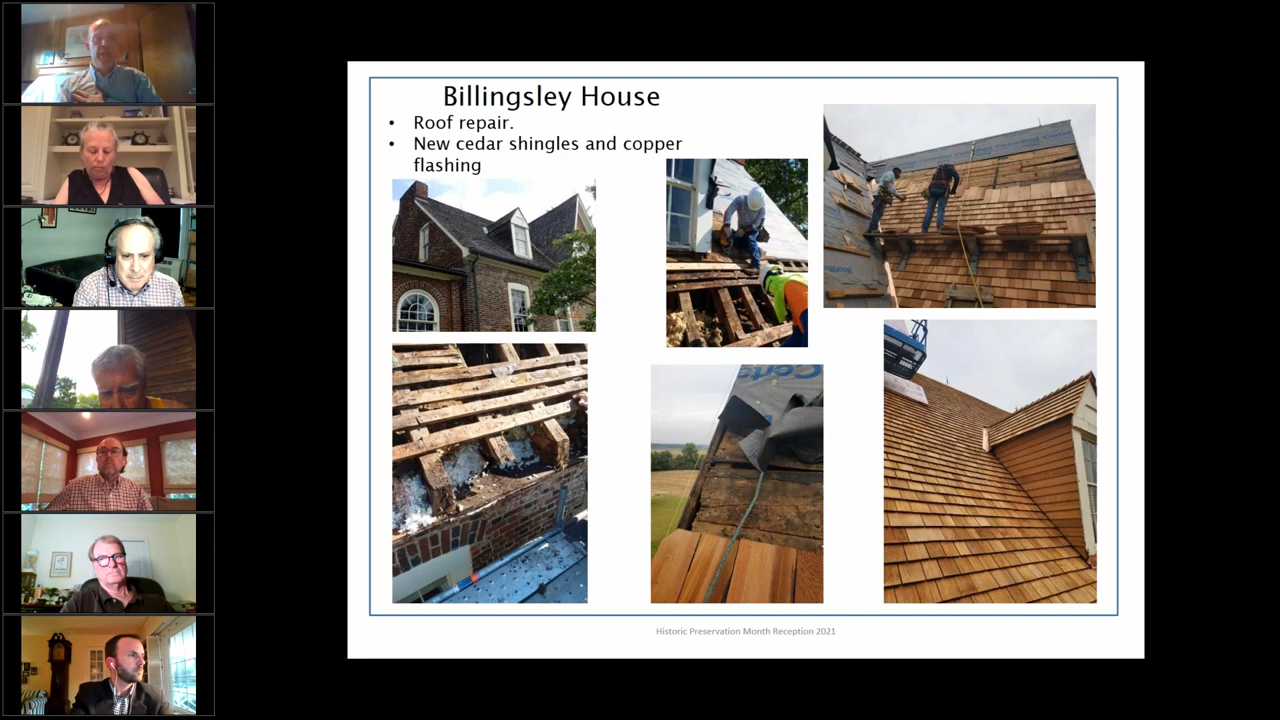 Billingsley House
• Roof repair.
• New cedar shingles and copper
flashing
Historic Preservation Month Reception 2021